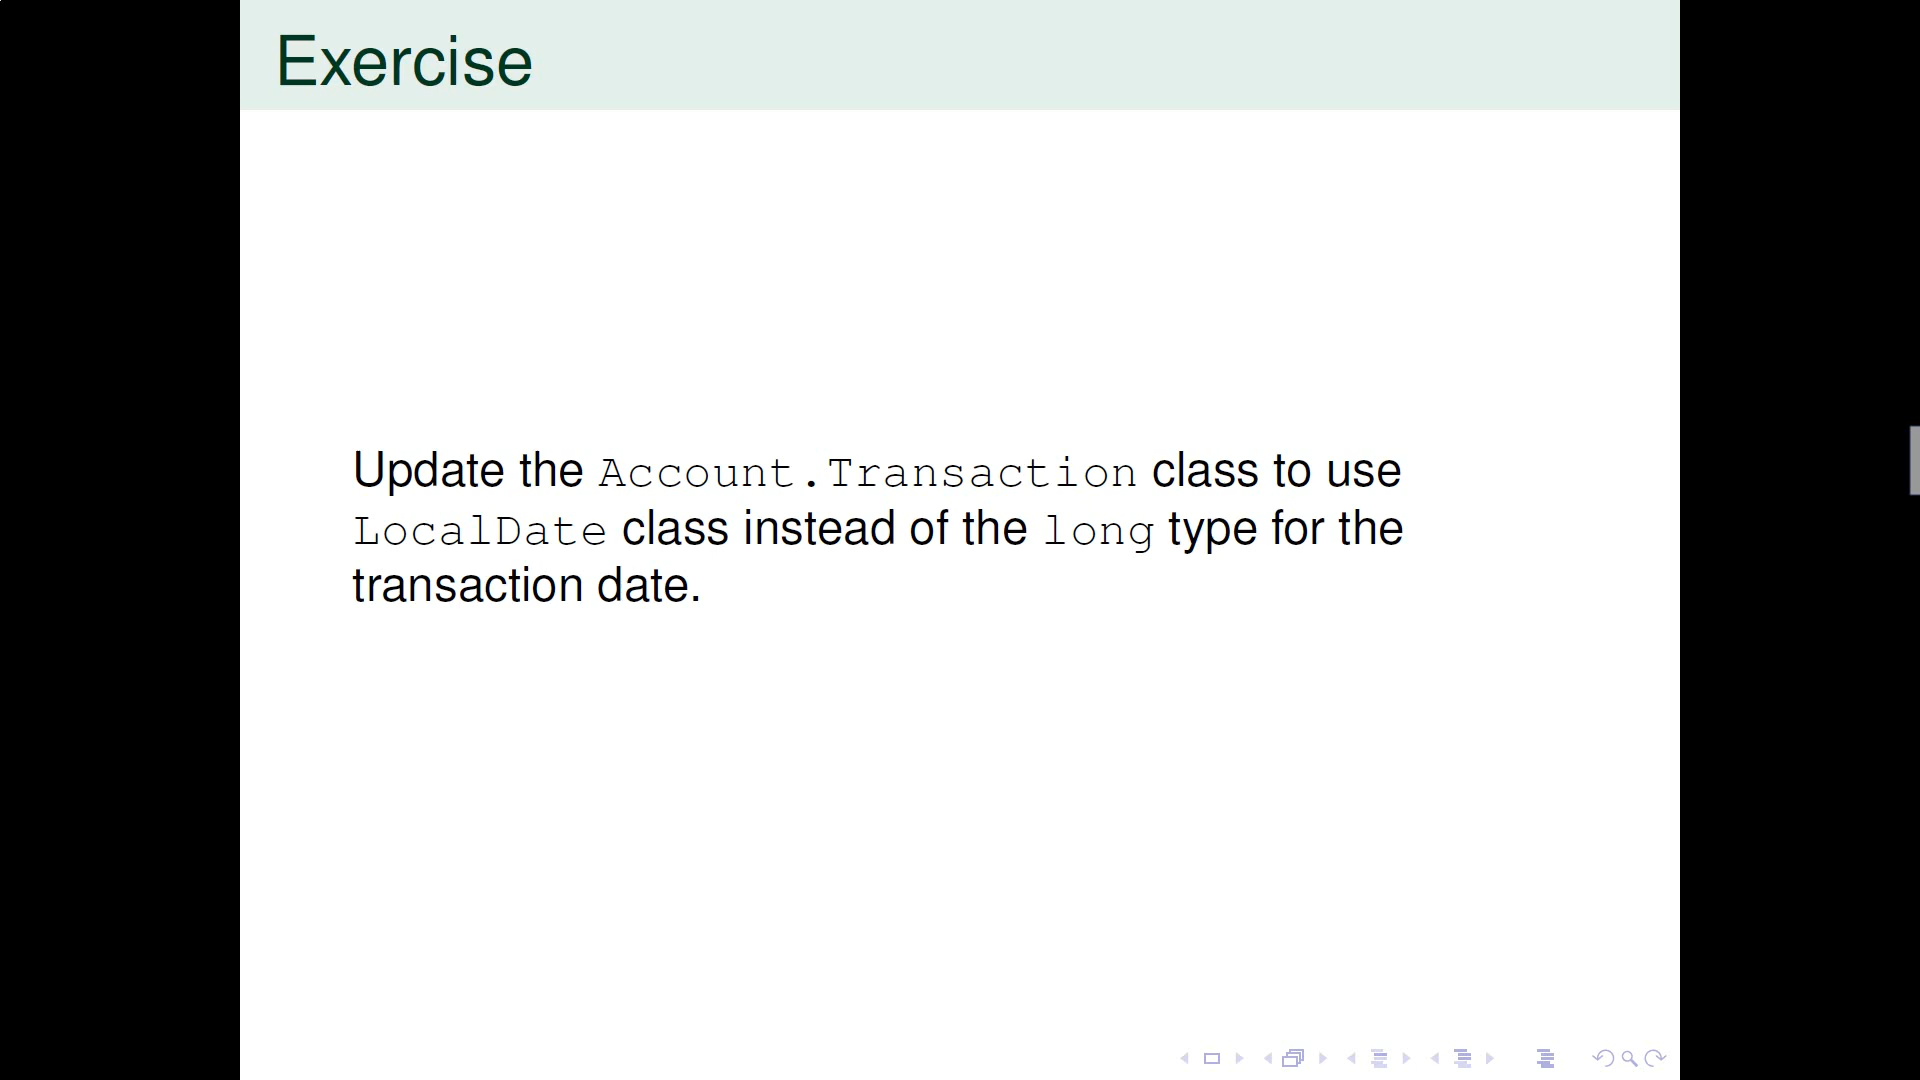 Exercise
Update the Account.Transaction class to use
LocalDate class instead of the long type for the
transaction date.